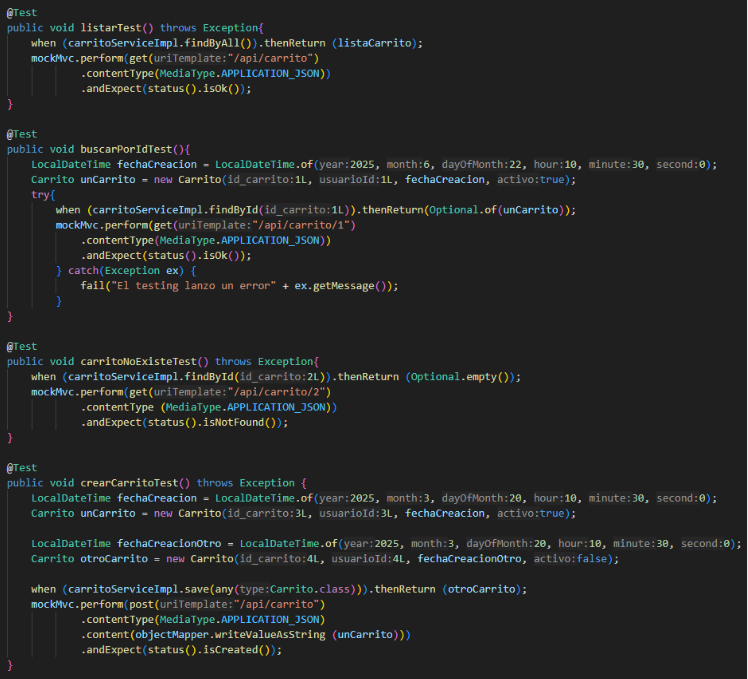 @Test
public void listarTest() throws Exception{
when (carritoServiceImpl.findByAll()).thenReturn (listaCarrito);
mockMvc.perform(get(uriTemplate:"/api/carrito")
.contentType(MediaType.APPLICATION_JSON))
.andExpect(status().isOk());
}
@Test
public void buscarPorIdTest(){
LocalDateTime fechaCreacion = LocalDateTime.of(year:2025, month:6, dayOfMonth:22, hour:10, minute:30, second:0);
Carrito unCarrito = new Carrito(id_carrito:1L, usuarioId:1L, fechaCreacion, activo:true);
try{
when (carritoServiceImpl.findById(id_carrito:1L)).thenReturn(Optional.of(unCarrito));
mockMvc.perform(get(uriTemplate:"/api/carrito/1")
.contentType(MediaType.APPLICATION_JSON))
.andExpect(status().isOk());
} catch(Exception ex) {
fail("El testing lanzo un error" + ex.getMessage());
}
}
@Test
public void carritoNoExisteTest() throws Exception{
when (carritoServiceImpl.findById(id_carrito:2L)).thenReturn (Optional.empty());
mockMvc.perform(get(uriTemplate:"/api/carrito/2")
.contentType (MediaType.APPLICATION_JSON))
.andExpect(status().isNotFound());
}
@Test
public void crearCarritoTest() throws Exception {
LocalDateTime fechaCreacion = LocalDateTime.of(year:2025, month:3, dayOfMonth:20, hour:10, minute:30, second:0);
Carrito unCarrito = new Carrito(id_carrito:3L, usuarioId:3L, fechaCreacion, activo:true);
LocalDateTime fechaCreacionOtro = LocalDateTime.of(year:2025, month:3, dayOfMonth:20, hour:10, minute:30, second:0);
Carrito otroCarrito = new Carrito(id_carrito:4L, usuarioId:4L, fechaCreacionOtro, activo:false);
when (carritoServiceImpl.save(any(type:Carrito.class))).thenReturn (otroCarrito);
mockMvc.perform(post(uriTemplate:"/api/carrito")
.contentType(MediaType.APPLICATION_JSON)
.content(objectMapper.writeValueAsString (unCarrito)))
.andExpect(status().isCreated());
}